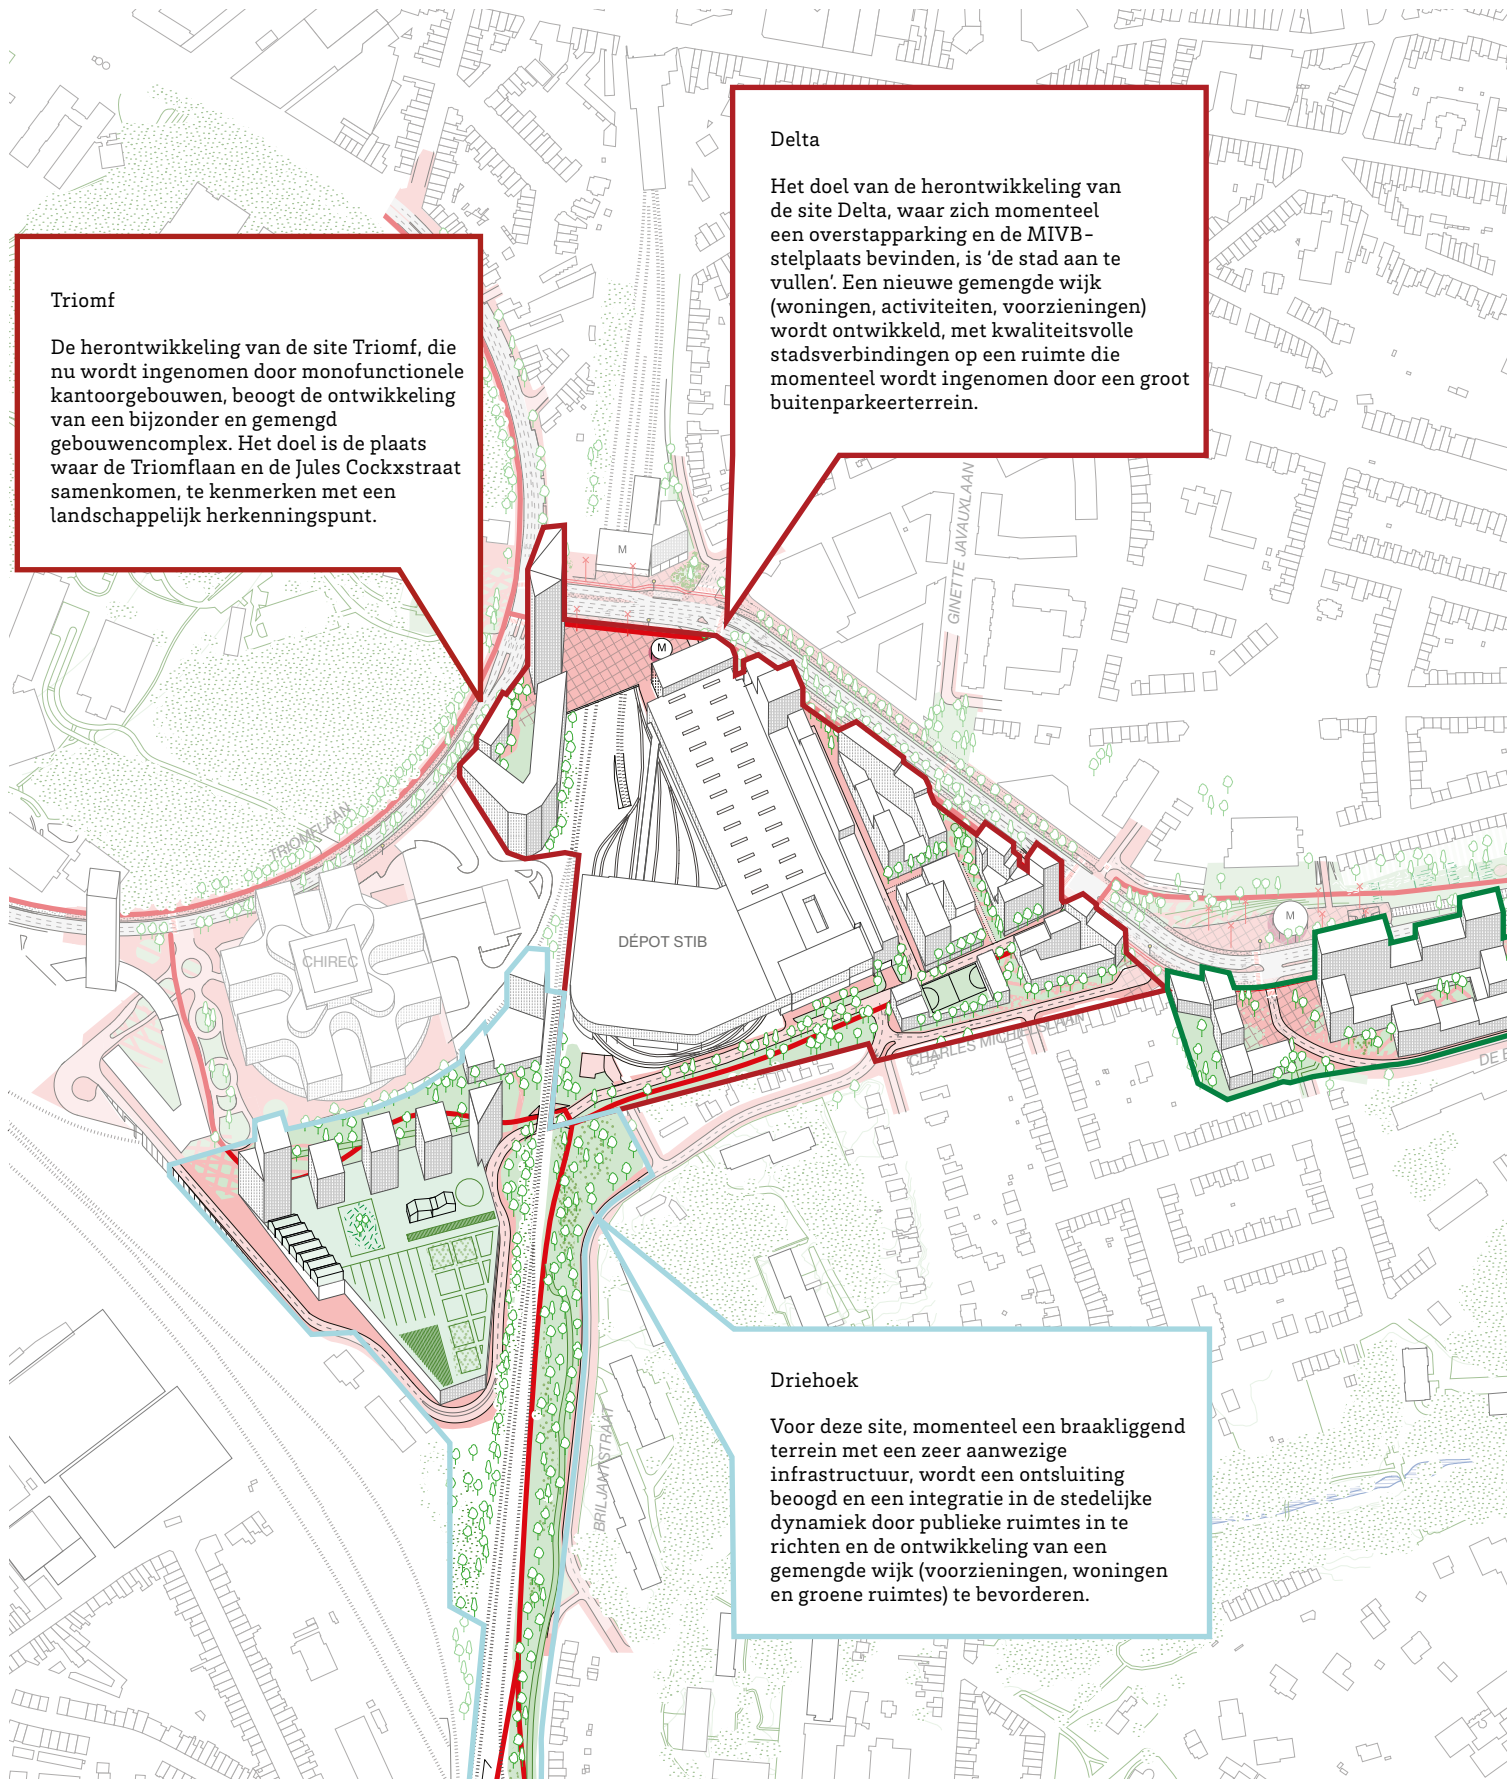 Delta
Het doel van de herontwikkeling van
de site Delta, waar zich momenteel
een overstapparking en de MIVB-
stelplaats bevinden, is ‘de stad aan te
vullen’. Een nieuwe gemengde wijk
(woningen, activiteiten, voorzieningen)
wordt ontwikkeld, met kwaliteitsvolle
stadsverbindingen op een ruimte die
momenteel wordt ingenomen door een groot
buitenparkeerterrein.
Triomf
De herontwikkeling van de site Triomf, die
nu wordt ingenomen door monofunctionele
kantoorgebouwen, beoogt de ontwikkeling
van een bijzonder en gemengd
gebouwencomplex. Het doel is de plaats
waar de Triomflaan en de Jules Cockxstraat
samenkomen, te kenmerken met een
landschappelijk herkenningspunt.
GINETTE JAVAUXLAAN
M
M
TRIOMFLAAN
M
DÉPOT STIB
CHIREC
CHARLES MICHIELSLAAN
DE
BRILJANTSTRAAT
Driehoek
Voor deze site, momenteel een braakliggend
terrein met een zeer aanwezige
infrastructuur, wordt een ontsluiting
beoogd en een integratie in de stedelijke
dynamiek door publieke ruimtes in te
richten en de ontwikkeling van een
gemengde wijk (voorzieningen, woningen
en groene ruimtes) te bevorderen.